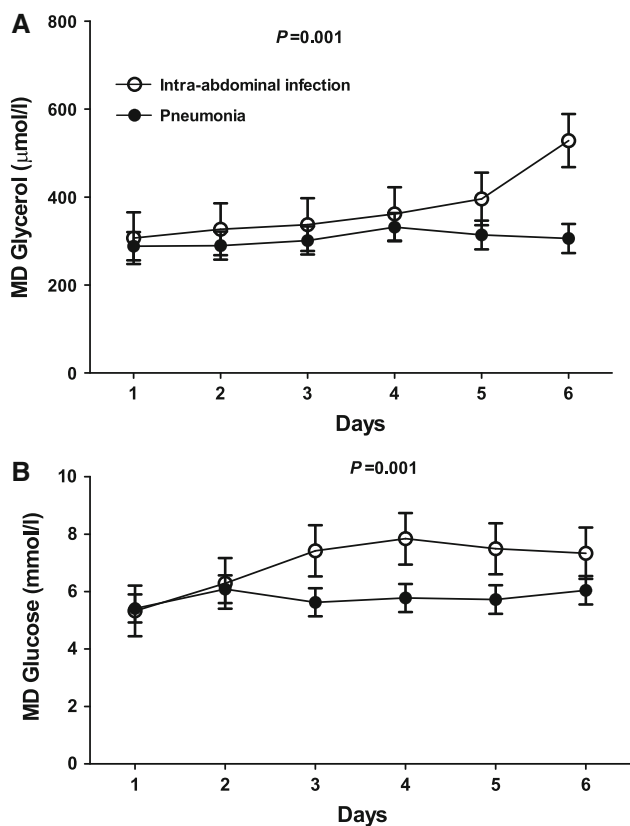 A
P=0.001
800
Intra-abdominal infection
Pneumonia
600
400
200
0
MD Glycerol (μmol/l)
1 2 3 4 5 6
Days
B
P=0.001
10
8
6
4
2
0
MD Glucose (mmol/l)
1 2 3 4 5 6
Days